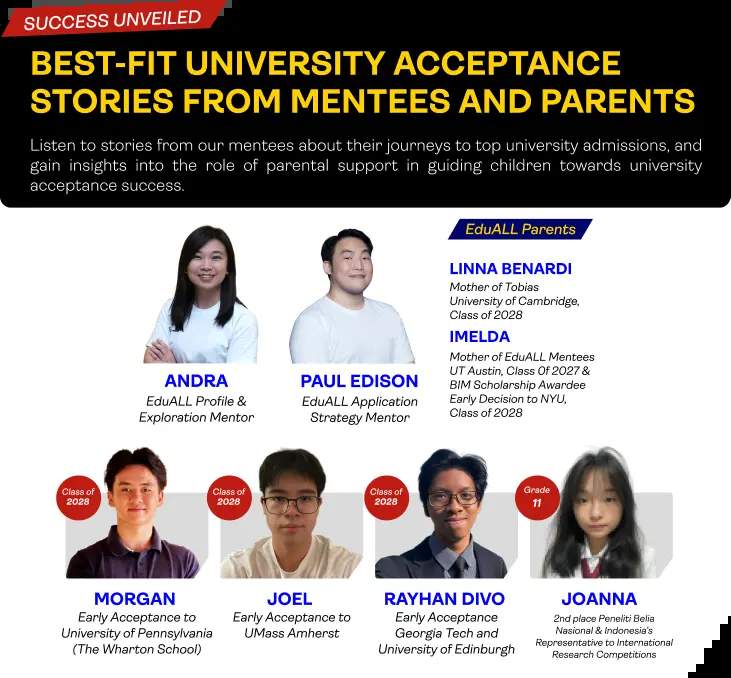 SUCCESS UNVEILED
BEST-FIT UNIVERSITY ACCEPTANCE
STORIES FROM MENTEES AND PARENTS
Listen to stories from our mentees about their journeys to top university admissions, and
gain insights into the role of parental support in guiding children towards university
acceptance success.
EduALL Parents
LINNA BENARDI
Mother of Tobias
University of Cambridge,
Class of 2028
IMELDA
Mother of EduALL Mentees
UT Austin, Class 0f 2027 &
BIM Scholarship Awardee
Early Decision to NYU,
Class of 2028
ANDRA
EduALL Profile &
Exploration Mentor
PAUL EDISON
EduALL Application
Strategy Mentor
Class of
2028
MORGAN
Early Acceptance to
University of Pennsylvania
(The Wharton School)
Class of
2028
JOEL
Early Acceptance to
UMass Amherst
Class of
2028
RAYHAN DIVO
Early Acceptance
Georgia Tech and
University of Edinburgh
Grade
11
JOANNA
2nd place Peneliti Belia
Nasional & Indonesia's
Representative to International
Research Competitions